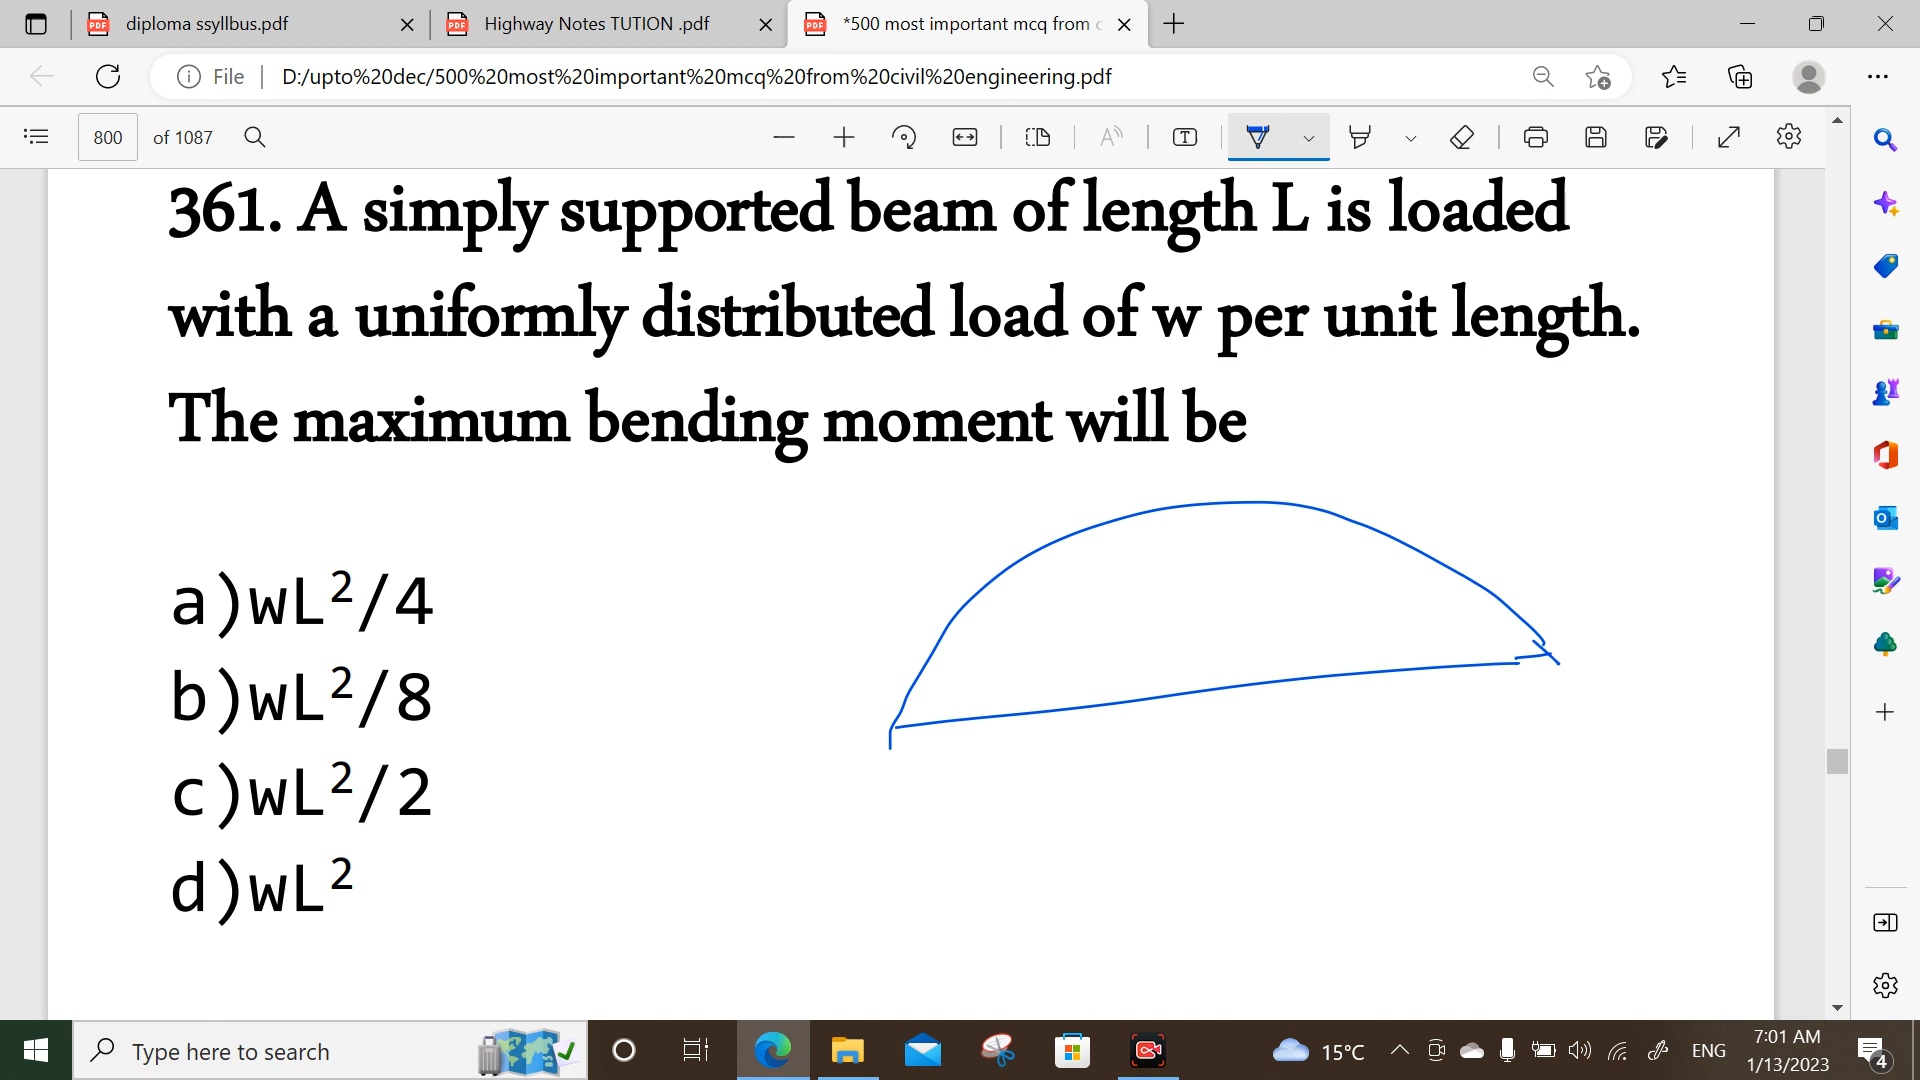 diploma ssyllbus.pdf
Highway Notes TUTION .pdf
*500 most important mcq from c
File
D:/upto%20dec/500%20most%20important%20mcq%20from%20civil%20engineering.pdf
800 of 1087
361. A simply supported beam of length L is loaded
with a uniformly distributed load of w per unit length.
The maximum bending moment will be
a)wL²/4
b)wL²/8
c)wL²/2
d)wL²
Type here to search
15°C
ENG
7:01 AM
1/13/2023
4